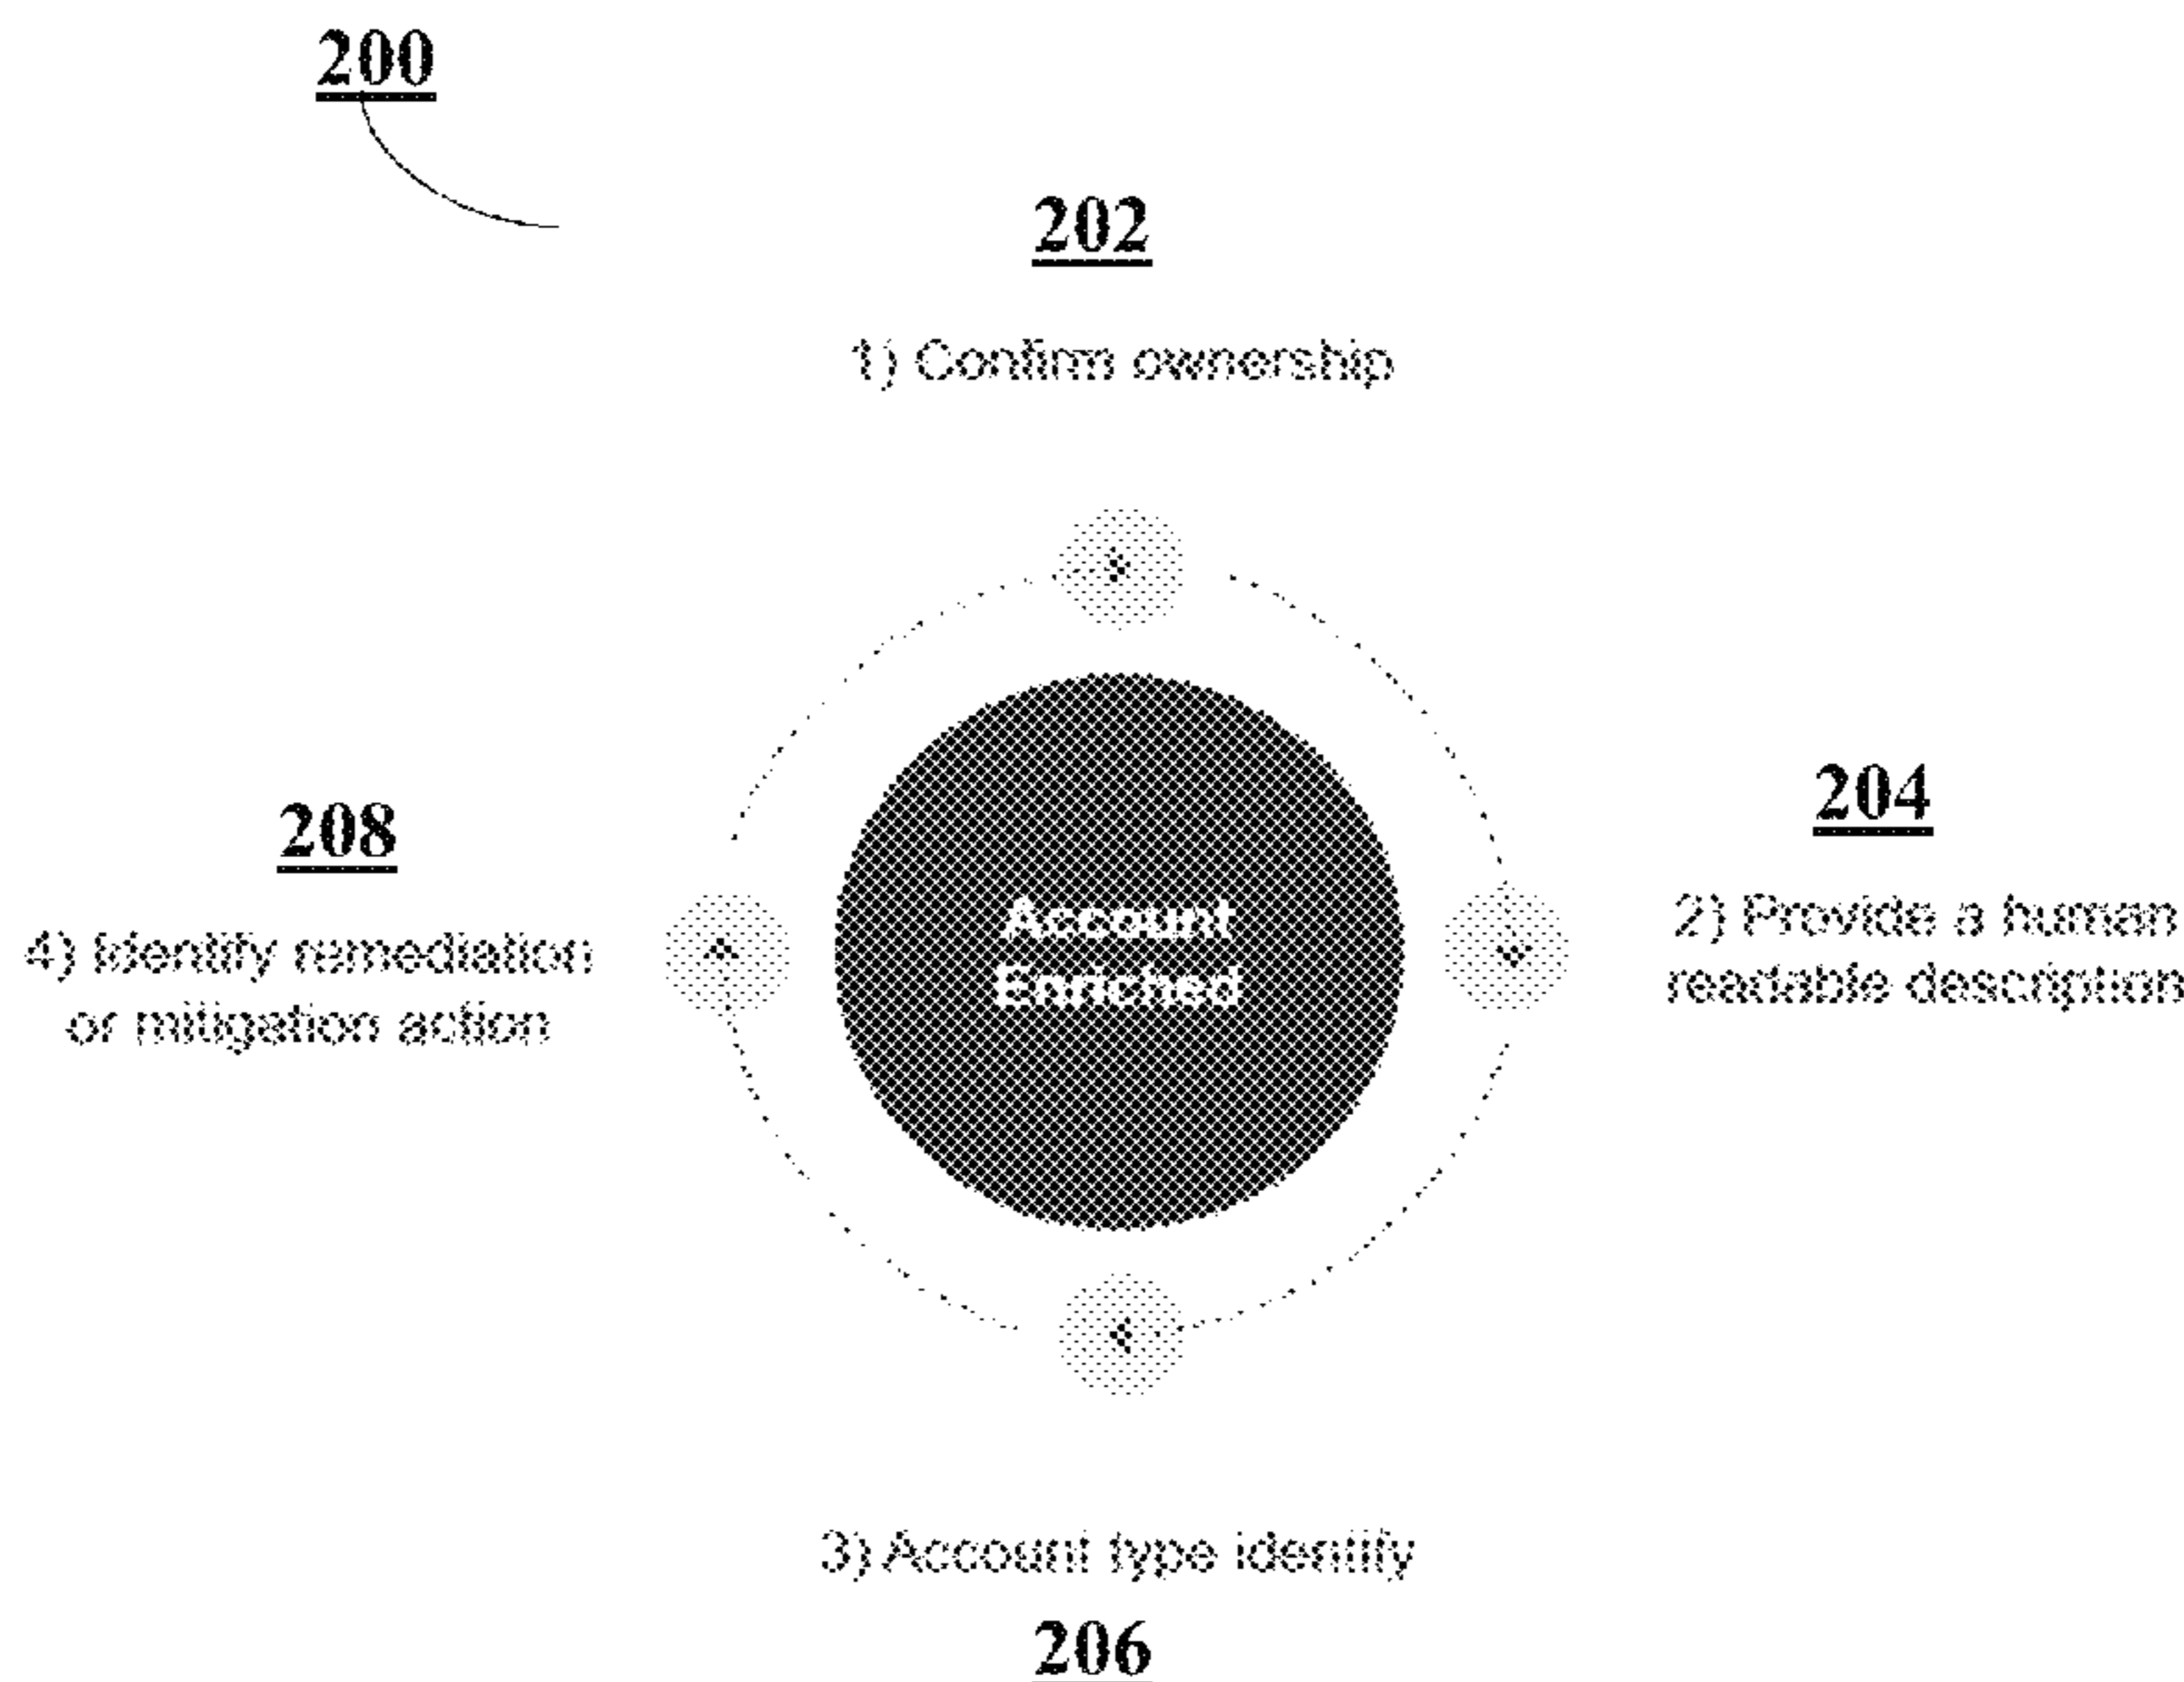 200
202
1) Confirm ownership
208
204
4) Identify remediation
or mitigation action
Account
Enriched
2) Provide a human
readable description
3) Account type identify
206